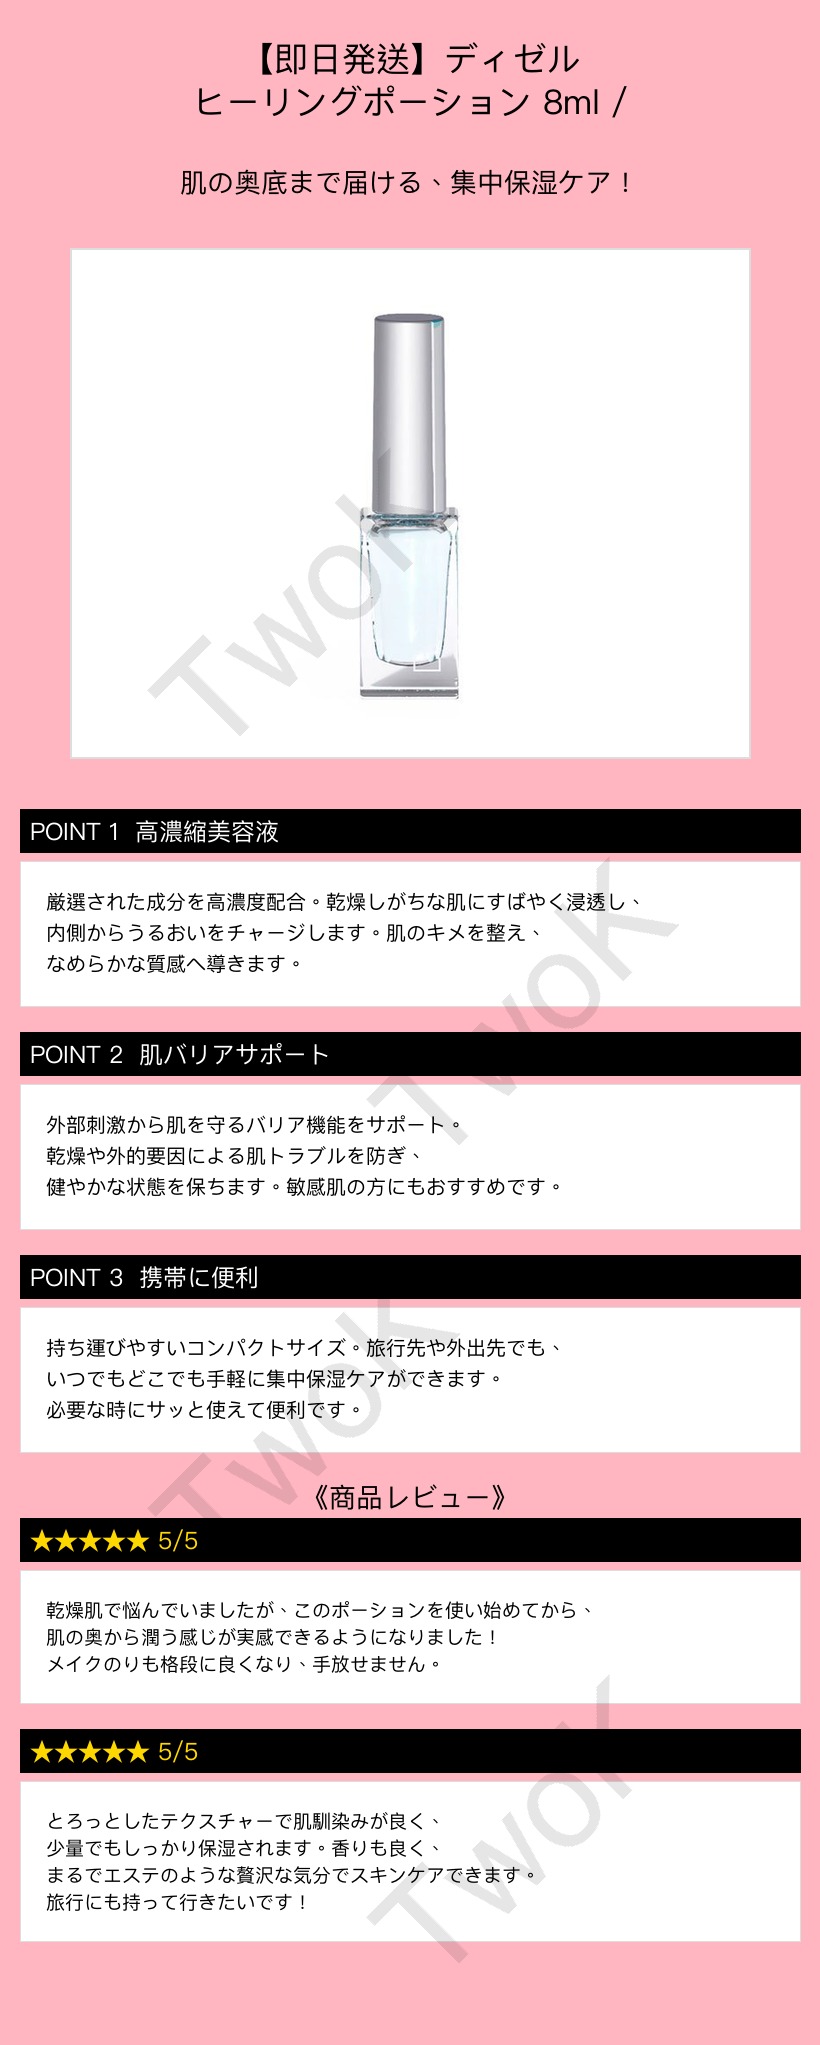 【即日発送】ディゼル
ヒーリングポーション 8ml /
肌の奥底まで届ける、集中保湿ケア！
TwoK
POINT 1 高濃縮美容液
厳選された成分を高濃度配合。乾燥しがちな肌にすばやく浸透し、
内側からうるおいをチャージします。肌のキメを整え、
なめらかな質感へ導きます。
TwoK
POINT 2 肌バリアサポート
外部刺激から肌を守るバリア機能をサポート。
乾燥や外的要因による肌トラブルを防ぎ、
健やかな状態を保ちます。敏感肌の方にもおすすめです。
POINT 3 携帯に便利
持ち運びやすいコンパクトサイズ。旅行先や外出先でも、
いつでもどこでも手軽に集中保湿ケアができます。
必要な時にサッと使えて便利です。
TwoK
《商品レビュー》
★★★★★ 5/5
乾燥肌で悩んでいましたが、このポーションを使い始めてから、
肌の奥から潤う感じが実感できるようになりました！
メイクのりも格段に良くなり、手放せません。
★★★★★ 5/5
とろっとしたテクスチャーで肌馴染みが良く、
少量でもしっかり保湿されます。香りも良く、
まるでエステのような贅沢な気分でスキンケアできます。
旅行にも持って行きたいです！
TwoK